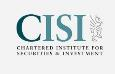 CISI
CHARTERED INSTITUTE FOR
SECURITIES & INVESTMENT